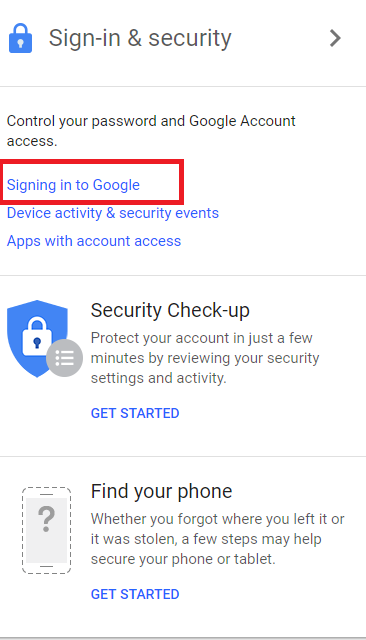 Sign-in & security
Control your password and Google Account
access.
Signing in to Google
Device activity & security events
Apps with account access
Security Check-up
Protect your account in just a few
minutes by reviewing your security
settings and activity.
GET STARTED
Find your phone
?
Whether you forgot where you left it or
it was stolen, a few steps may help
secure your phone or tablet.
GET STARTED